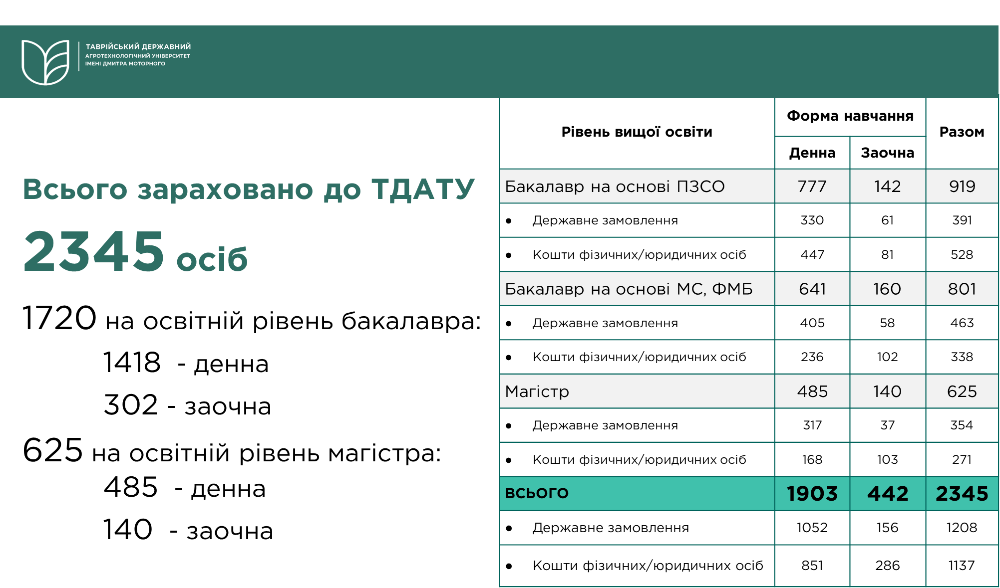 ТАВРІЙСЬКИЙ ДЕРЖАВНИЙ
АГРОТЕХНОЛОГІЧНИЙ УНІВЕРСИТЕТ
ІМЕНІ ДМИТРА МОТОРНОГО
Всього зараховано до ТДАТУ
2345 осіб
1720 на освітній рівень бакалавра:
1418 - денна
302 - заочна
625 на освітній рівень магістра:
485 - денна
140 - заочна
Рівень вищої освіти Форма навчання Разом
Денна Заочна
Бакалавр на основі ПЗСО 777 142 919
● Державне замовлення 330 61 391
● Кошти фізичних/юридичних осіб 447 81 528
Бакалавр на основі МС, ФМБ 641 160 801
● Державне замовлення 405 58 463
● Кошти фізичних/юридичних осіб 236 102 338
Магістр 485 140 625
● Державне замовлення 317 37 354
● Кошти фізичних/юридичних осіб 168 103 271
ВСЬОГО 1903 442 2345
● Державне замовлення 1052 156 1208
● Кошти фізичних/юридичних осіб 851 286 1137